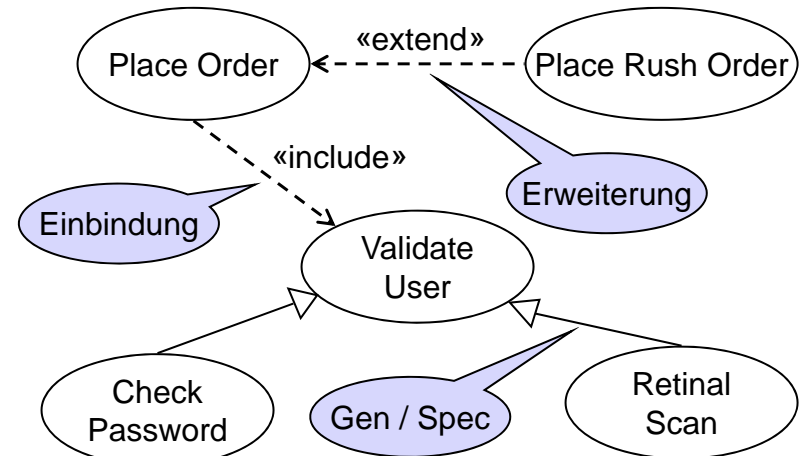 «extend»
Place Order
Place Rush Order
«include»
Erweiterung
Einbindung
Validate
User
Check
Password
Gen / Spec
Retinal
Scan